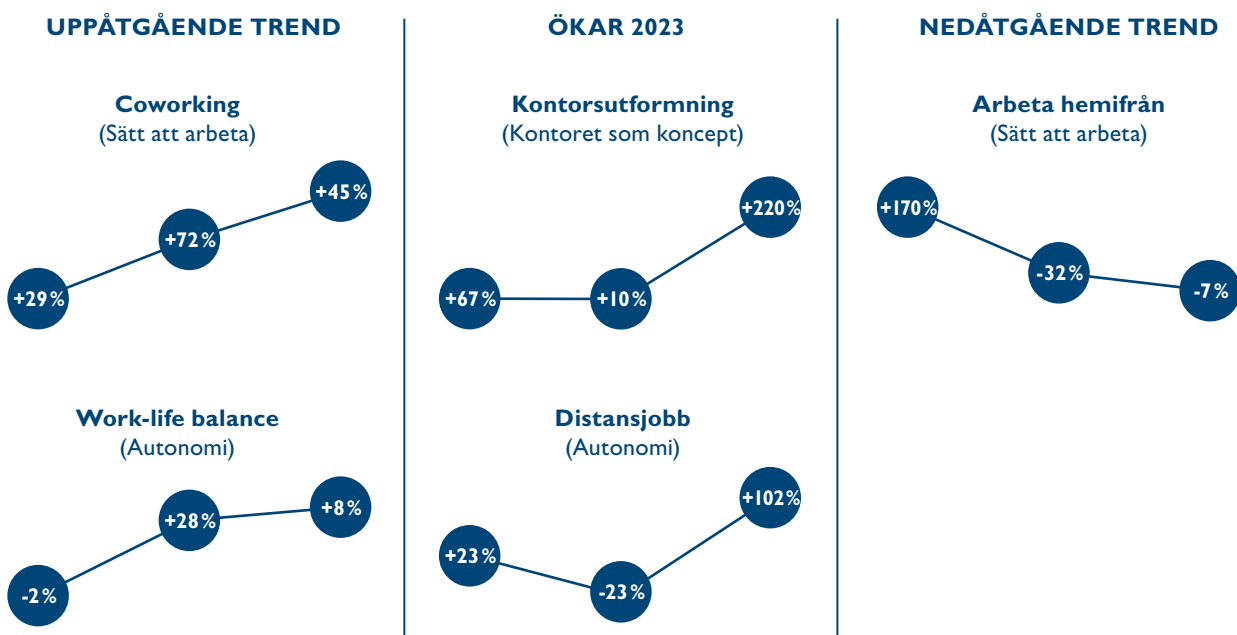 UPPÅTGÅENDE TREND
Coworking
(Sätt att arbeta)
+29%
+72%
+45%
Work-life balance
(Autonomi)
-2%
+28%
+8%
ÖKAR 2023
Kontorsutformning
(Kontoret som koncept)
+67%
+10%
+220%
Distansjobb
(Autonomi)
+23%
-23%
+102%
NEDÅTGÅENDE TREND
Arbeta hemifrån
(Sätt att arbeta)
+170%
-32%
-7%